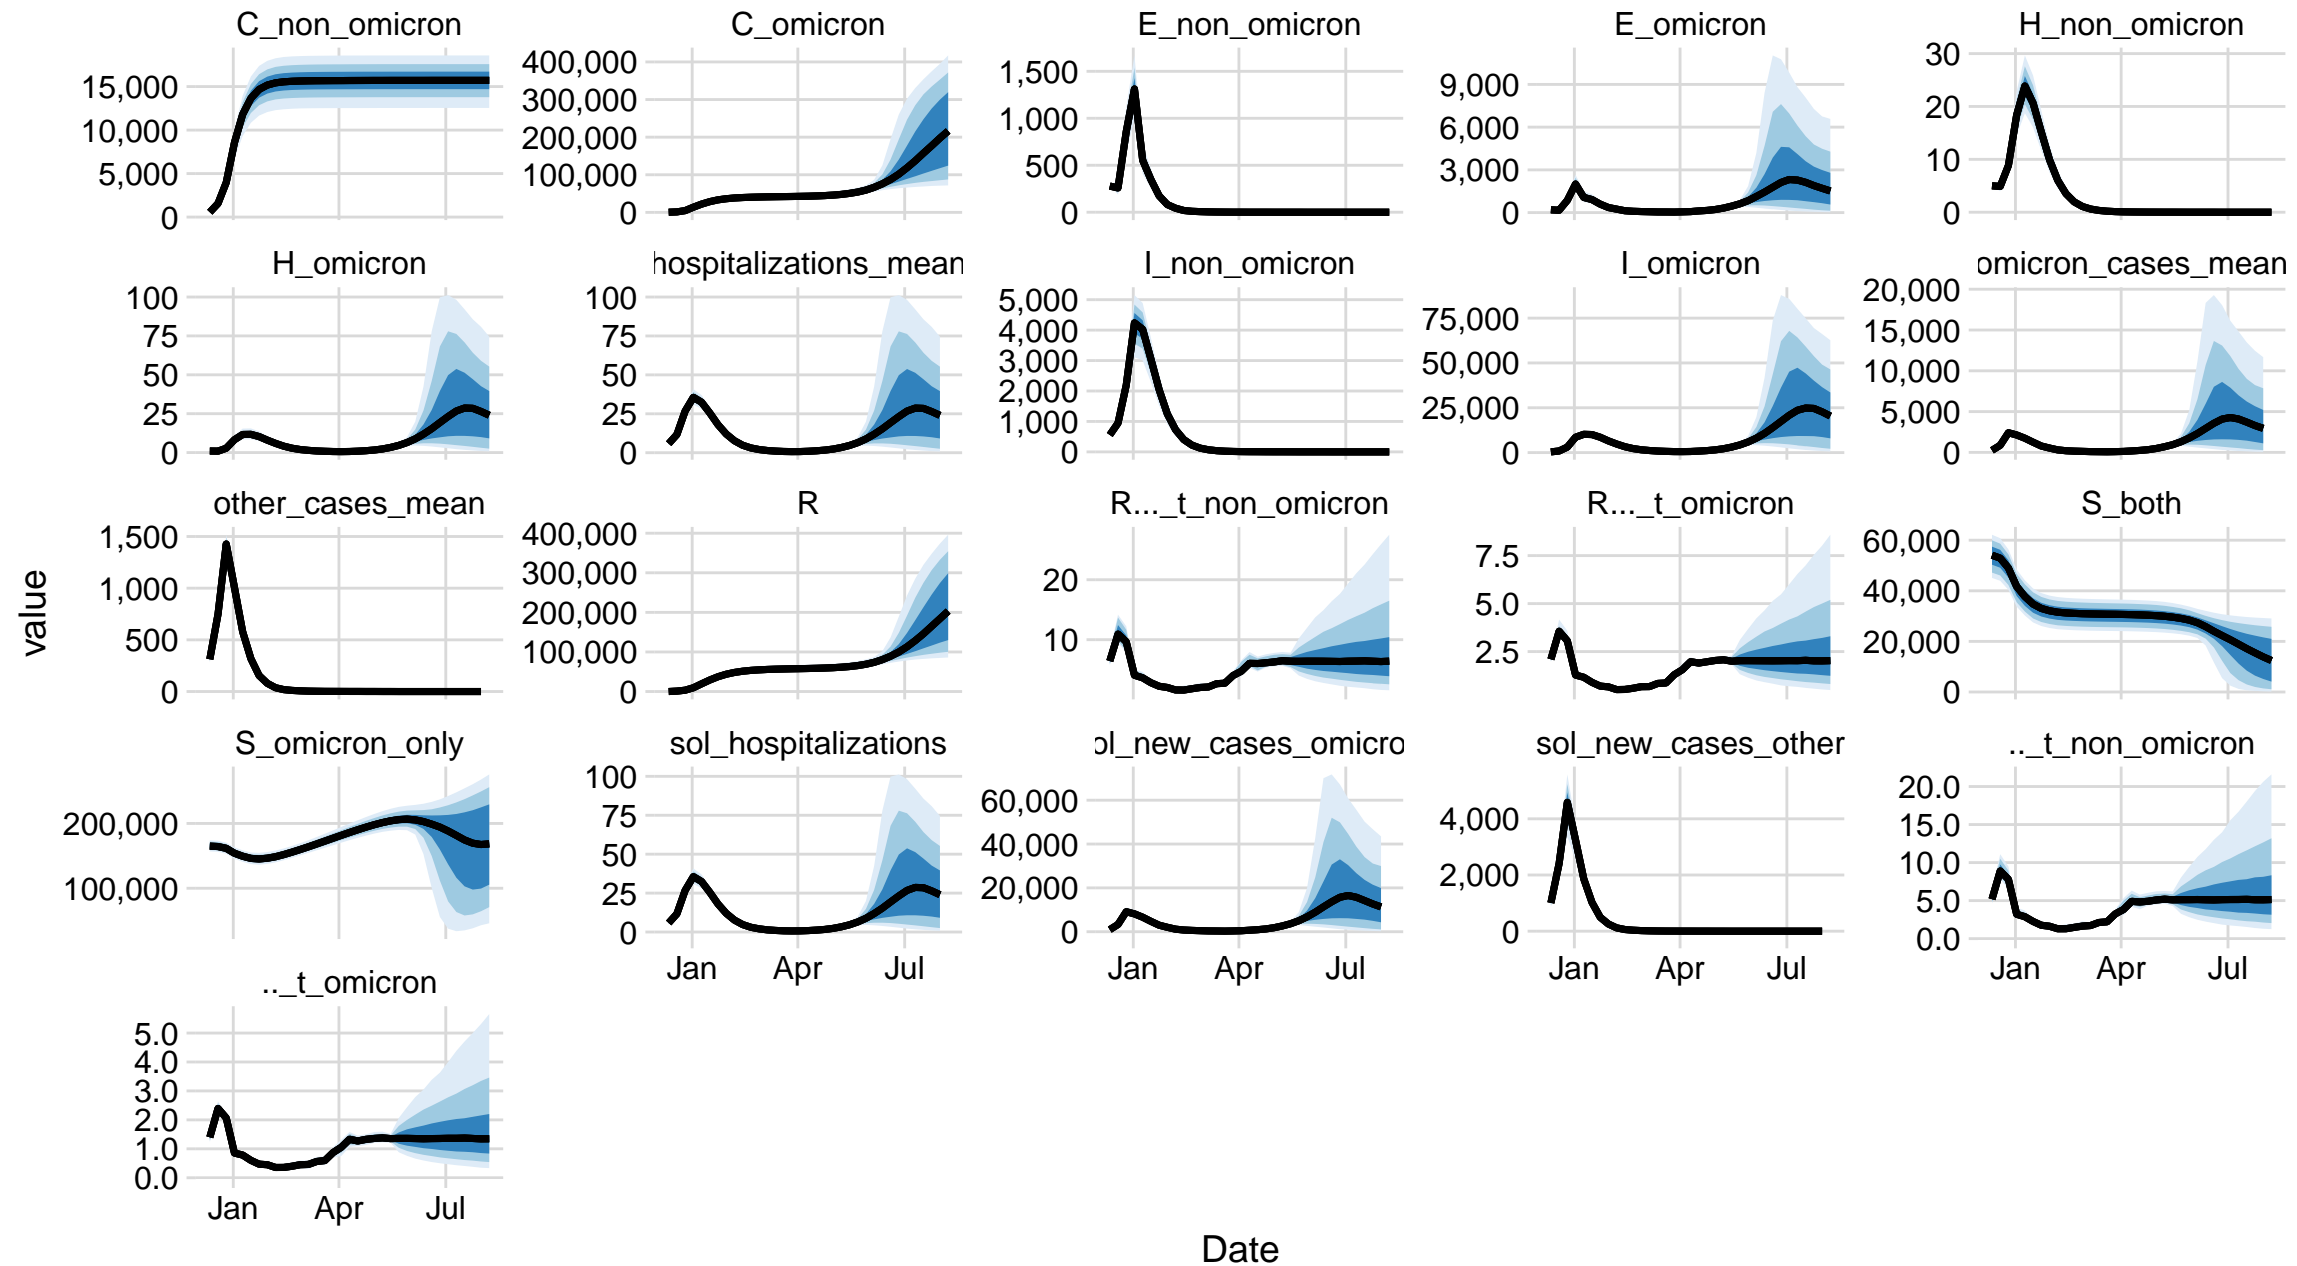 C_non_omicron C_omicron E_non_omicron E_omicron H_non_omicron
15,000 10,000 5,000 0
400,000 300,000 200,000 100,000 0
1,500 1,000 500 0
9,000 6,000 3,000 0
30 20 10 0
H_omicron hospitalizations_mean I_non_omicron I_omicron omicron_cases_mean
100 75 50 25 0
100 75 50 25 0
5,000 4,000 3,000 2,000 1,000 0
75,000 50,000 25,000 0
20,000 15,000 10,000 5,000 0
other_cases_mean R R..._t_non_omicron R..._t_omicron S_both
1,500 1,000 500 0
400,000 300,000 200,000 100,000 0
20 10
7.5 5.0 2.5
60,000 40,000 20,000 0
S_omicron_only sol_hospitalizations ol_new_cases_omicro sol_new_cases_other .._t_non_omicron
200,000 100,000
100 75 50 25 0
60,000 40,000 20,000 0
4,000 2,000 0
20.0 15.0 10.0 5.0 0.0
Jan Apr Jul Jan Apr Jul Jan Apr Jul Jan Apr Jul
.._t_omicron
5.0 4.0 3.0 2.0 1.0 0.0
Jan Apr Jul
value
Date